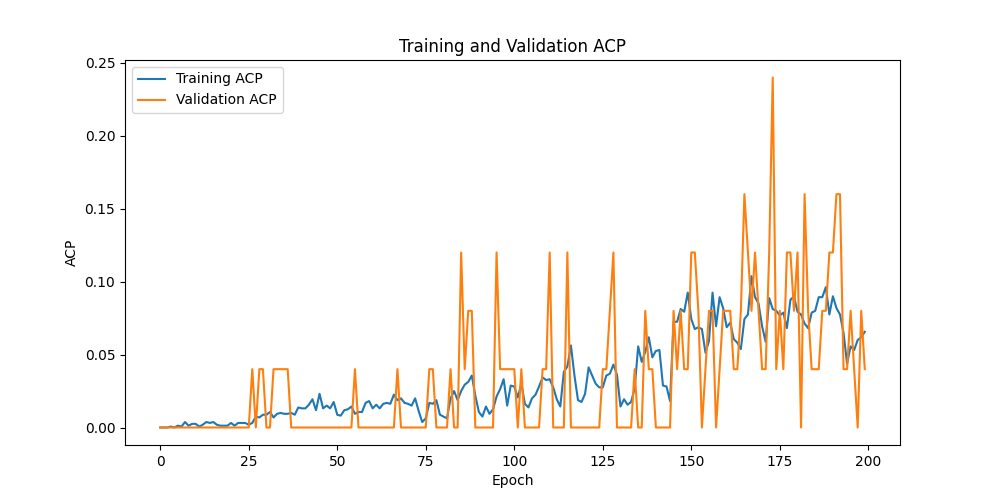 Training and Validation ACP
Training ACP
Validation ACP
ACP
0.25
0.20
0.15
0.10
0.05
0.00
0 25 50 75 100 125 150 175 200
Epoch